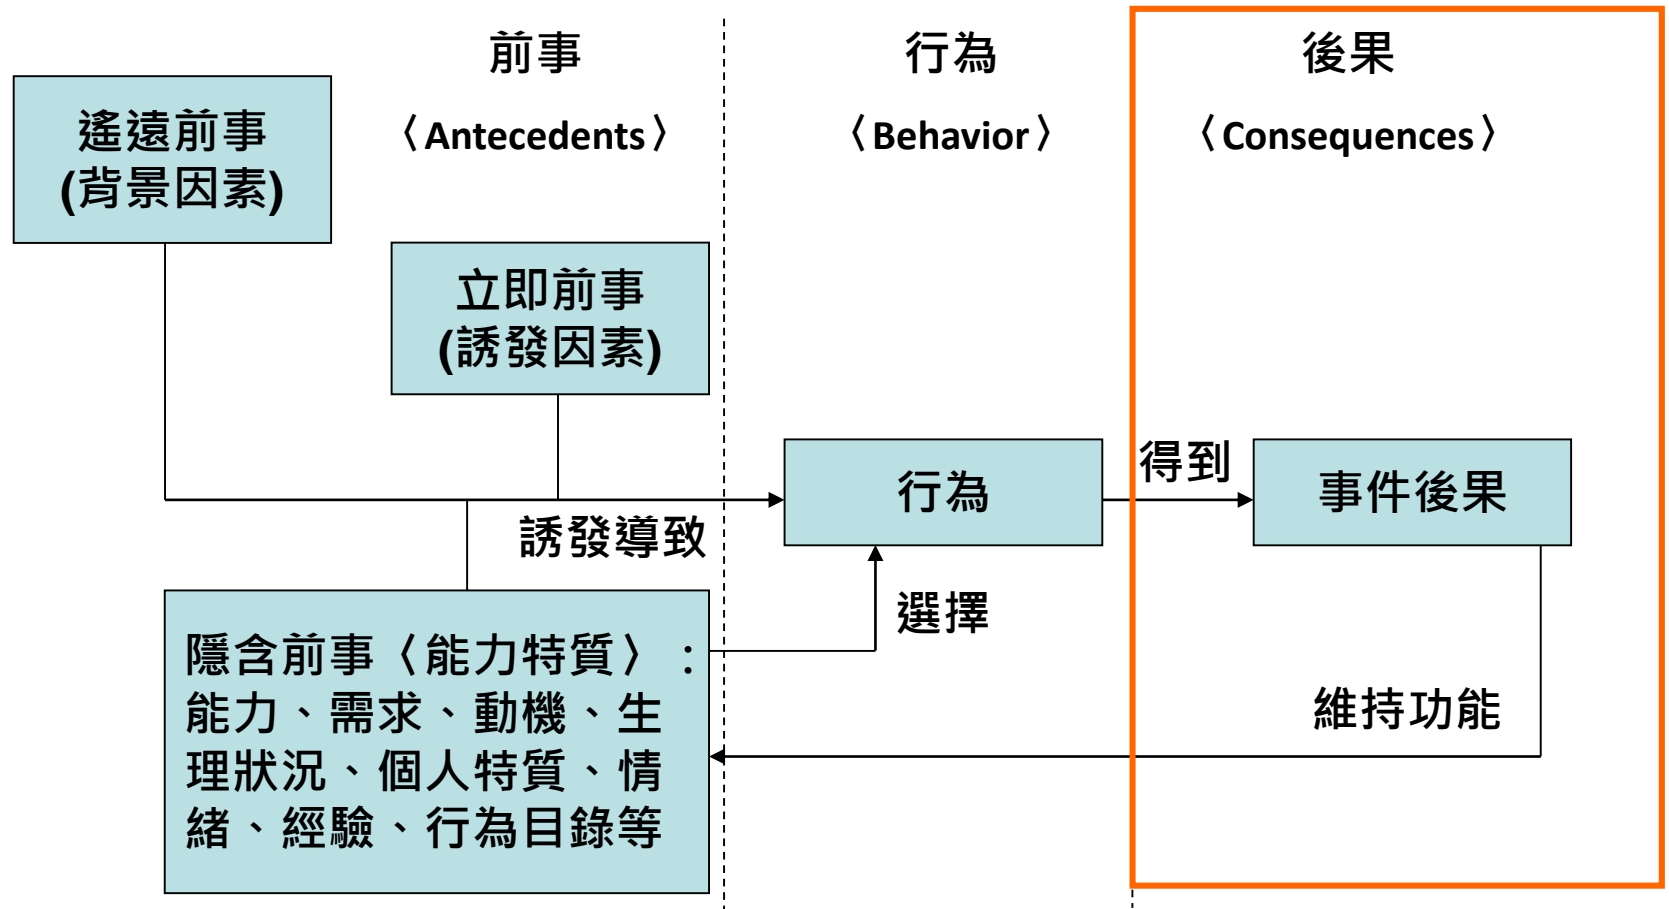 前事
〈Antecedents〉
行為
〈Behavior〉
後果
〈Consequences〉
遙遠前事
(背景因素)
立即前事
(誘發因素)
誘發導致
行為
得到
事件後果
選擇
隱含前事〈能力特質〉：
能力、需求、動機、生
理狀況、個人特質、情
緒、經驗、行為目錄等
維持功能